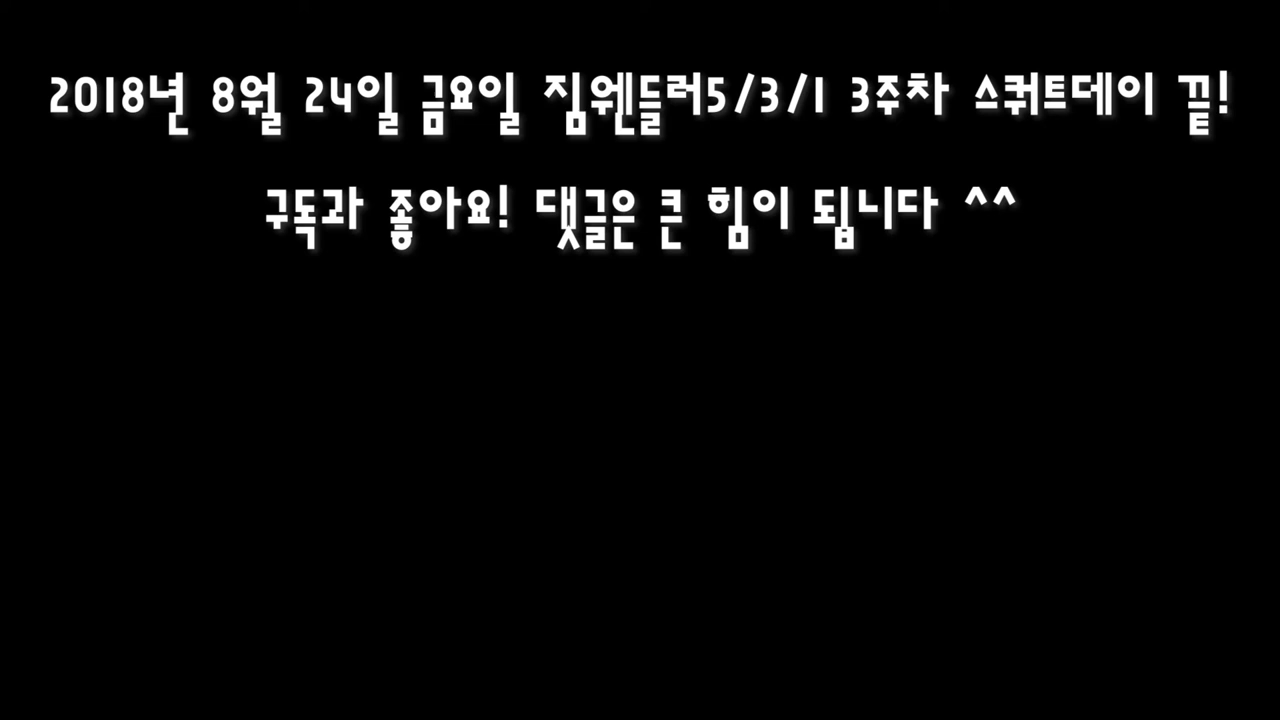 2018년 8월 24일 금요일 짐웬들러5/3/1 3주차 스쿼트데이 끝!
구독과 좋아요! 댓글은 큰 힘이 됩니다 ^^